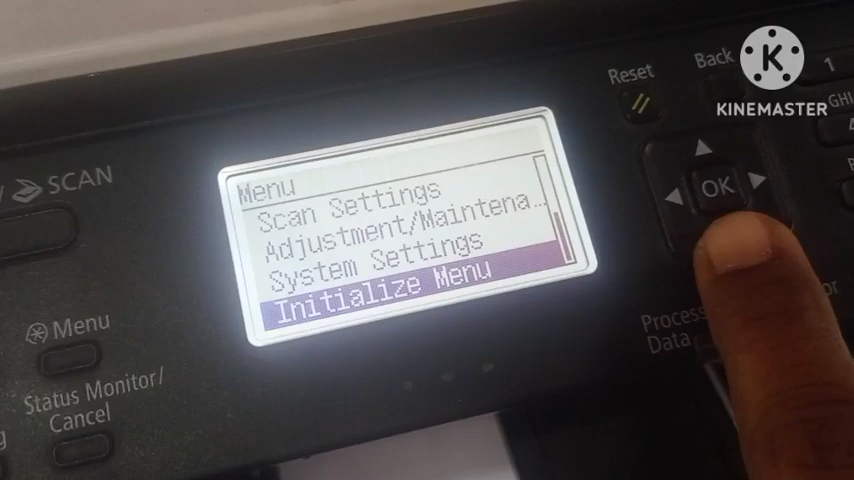 Reset
Back
1
KINEMASTER
GHI
SCAN
Menu
Scan Settings
Adjustment/Maintena...
System Settings
Initialize Menu
OK
Menu
Status Monitor/
Cancel
Data